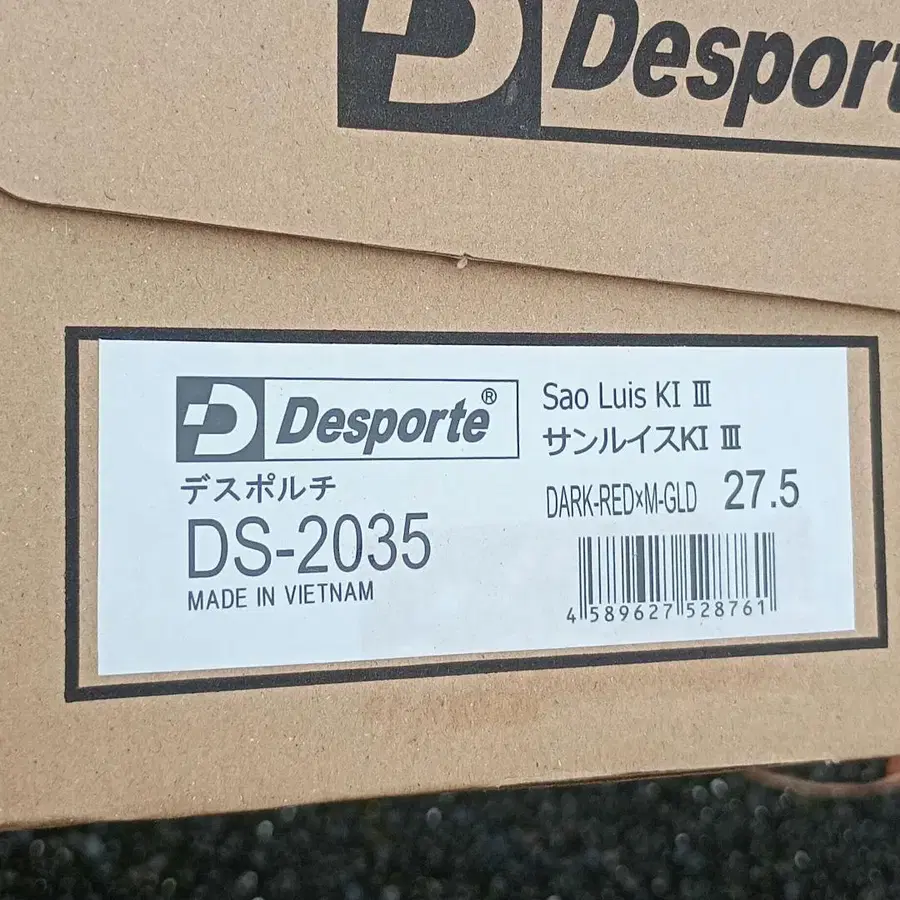 Desport
Desporte®
デスポルチ
DS-2035
MADE IN VIETNAM
Sao Luis KI Ⅲ
サンルイスKI Ⅲ
DARK-RED×M-GLD 27.5
4 589627 528761